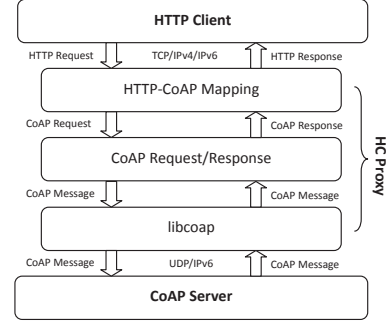 HTTP Client
HTTP Request TCP/IPv4/IPv6 HTTP Response
HTTP-CoAP Mapping
CoAP Request CoAP Response
CoAP Request/Response
CoAP Message CoAP Message
libcoap
CoAP Message UDP/IPv6 CoAP Message
CoAP Server
HC Proxy